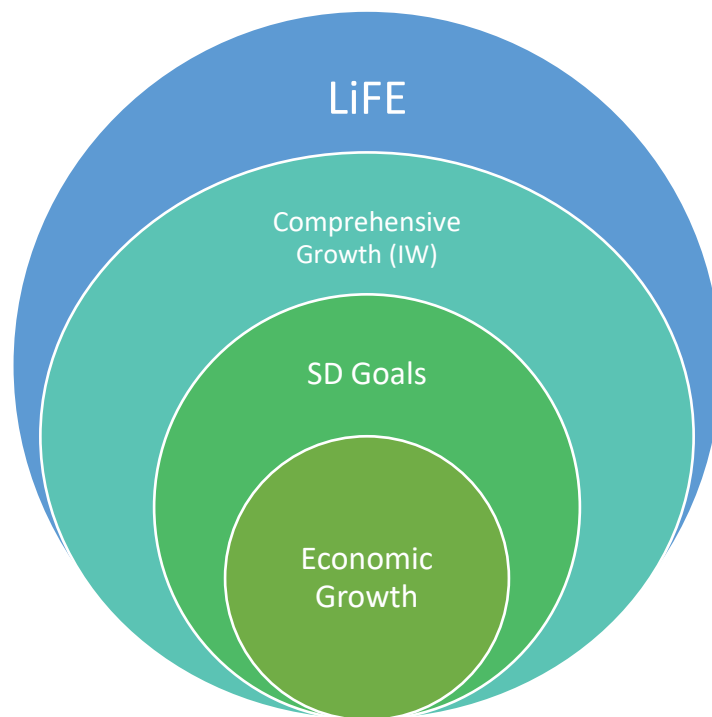 LiFE
Comprehensive
Growth (IW)
SD Goals
Economic
Growth